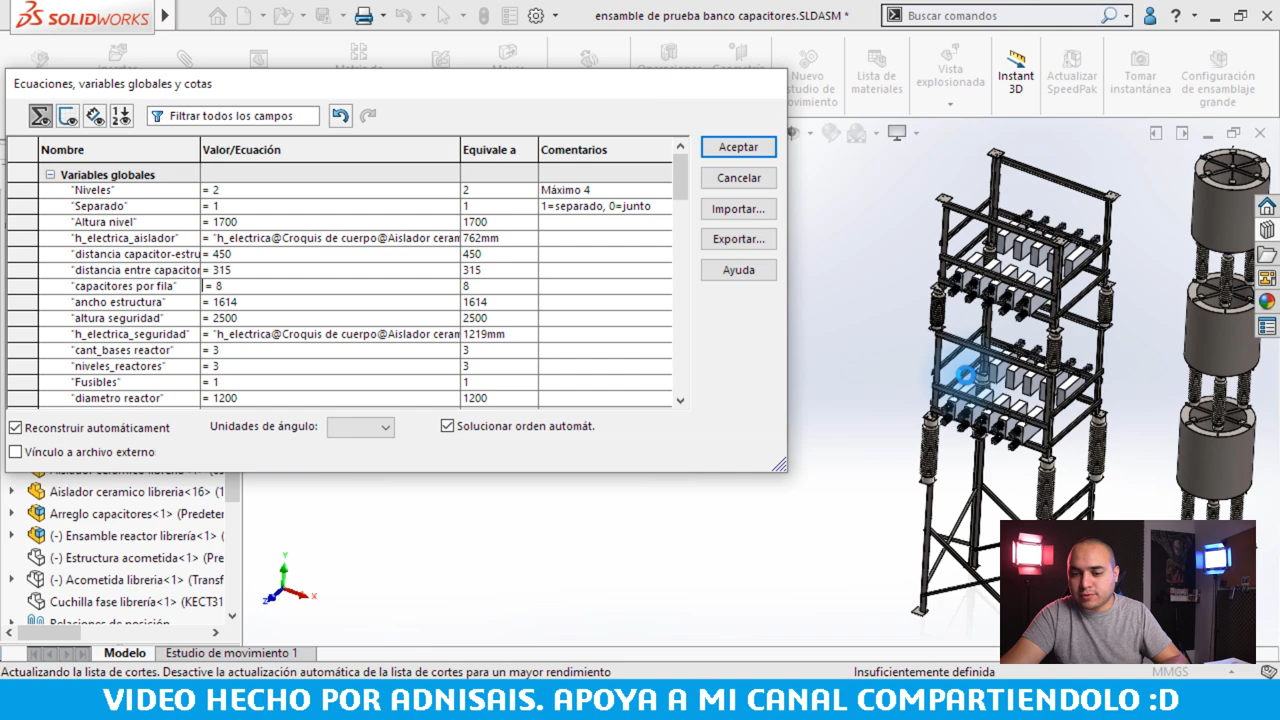 DS SOLIDWORKS
ensamble de prueba banco capacitores.SLDASM *
Buscar comandos
Nuevo
Lista de
materiales
Vista
explosionada
Instant
3D
Actualizar
SpeedPak
Tomar
instantánea
Configuración
de ensamblaje
grande
Ecuaciones, variables globales y cotas
Filtrar todos los campos
Nombre Valor/Ecuación Equivale a Comentarios
Variables globales
"Niveles" = 2 2 Máximo 4
"Separado" = 1 1 1=separado, 0=junto
"Altura nivel" = 1700 1700
"h_electrica_aislador" = "h_electrica@Croquis de cuerpo@Aislador ceran 762mm
"distancia capacitor-estru = 450 450
"distancia entre capacitor = 315 315
"capacitores por fila" = 8 8
"ancho estructura" = 1614 1614
"altura seguridad" = 2500 2500
"h_electrica_seguridad" = "h_electrica@Croquis de cuerpo@Aislador ceran 1219mm
"cant_bases reactor" = 3 3
"niveles_reactores" = 3 3
"Fusibles" = 1 1
"diametro reactor" = 1200 1200
Aceptar
Cancelar
Importar...
Exportar...
Ayuda
Reconstruir automáticament
Unidades de ángulo:
Solucionar orden automát.
Vínculo a archivo externo
Aislador ceramico libreria<16> (1
Arreglo capacitores<1> (Predeter
(-) Ensamble reactor librería<1> (
(-) Estructura acometida<1> (Pre
(-) Acometida libreria<1> (Transf
Cuchilla fase librería<1> (KECT31
Relaciones de posición
Y
X
Z
Modelo Estudio de movimiento 1
Actualizando la lista de cortes. Desactive la actualización automática de la lista de cortes para un mayor rendimiento
Insuficientemente definida
MMGS
VIDEO HECHO POR ADNISAIS. APOYA A MI CANAL COMPARTIENDOLO :D